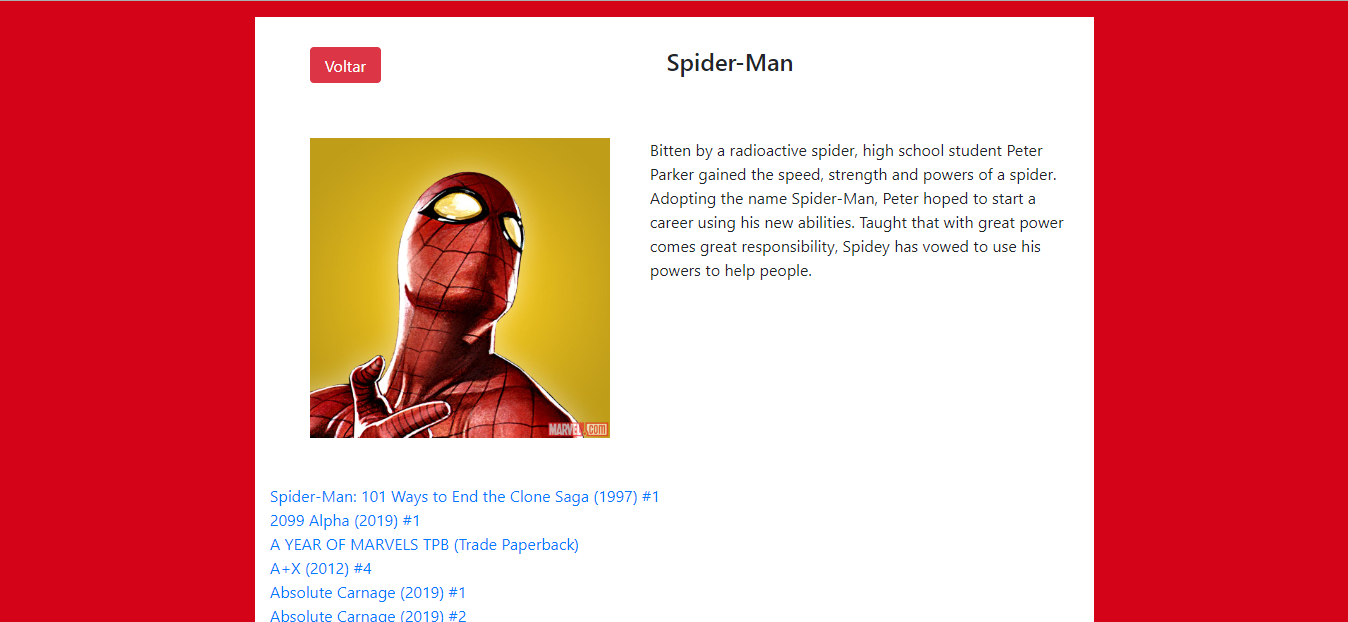 Voltar
Spider-Man
Bitten by a radioactive spider, high school student Peter
Parker gained the speed, strength and powers of a spider.
Adopting the name Spider-Man, Peter hoped to start a
career using his new abilities. Taught that with great power
comes great responsibility, Spidey has vowed to use his
powers to help people.
MARVEL.com
Spider-Man: 101 Ways to End the Clone Saga (1997) #1
2099 Alpha (2019) #1
A YEAR OF MARVELS TPB (Trade Paperback)
A+X (2012) #4
Absolute Carnage (2019) #1
Absolute Carnage (2019) #2